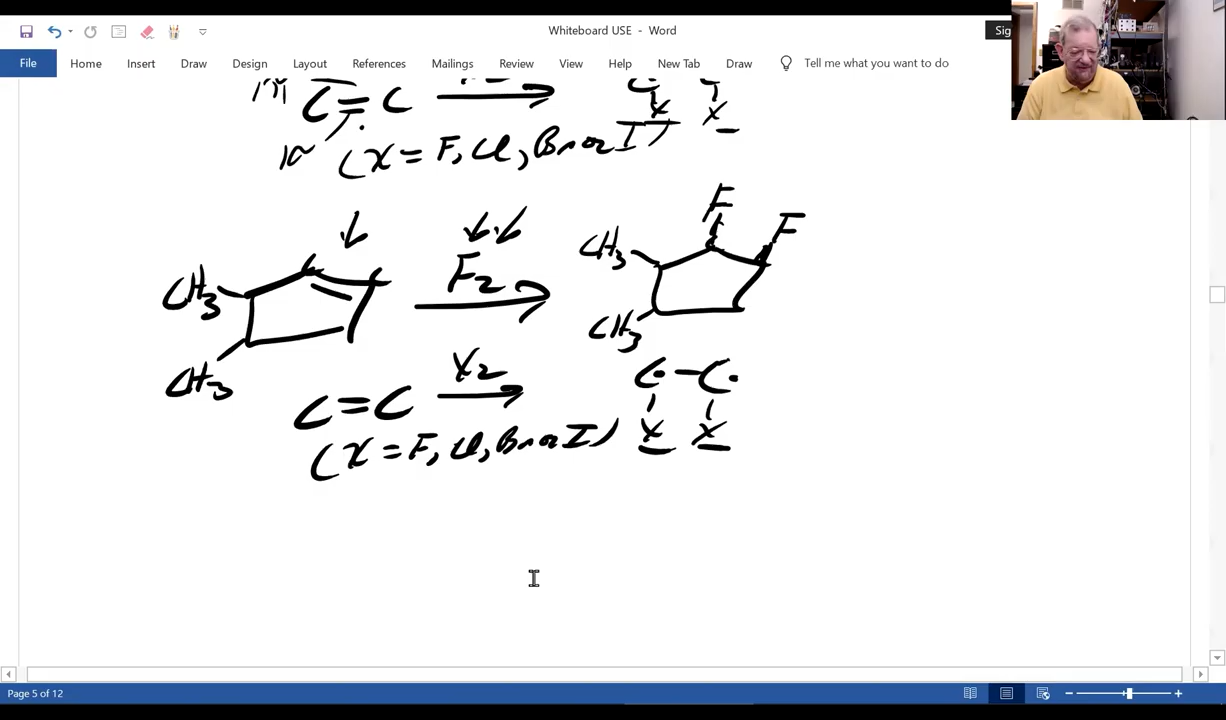 Whiteboard USE - Word
Sig
File Home Insert Draw Design Layout References Mailings Review View Help New Tab Draw Tell me what you want to do
C = C
X X
(X = F, Cl, Br or I)
F
F
CH3
CH3
F2
CH3
CH3
C = C X2 C - C
X X
(X = F, Cl, Br or I)
Page 5 of 12